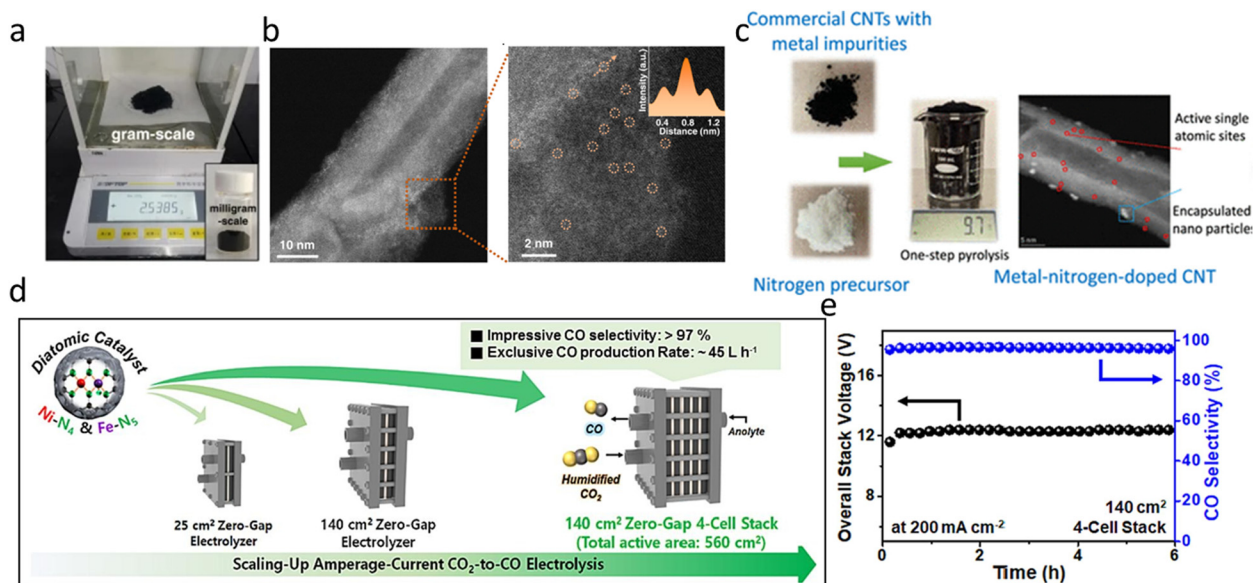 a
gram-scale
2.5385
milligram
-scale
b
10 nm
2 nm
Intensity (a.u.)
0.4 0.8 1.2
Distance (nm)
c
Commercial CNTs with
metal impurities
Nitrogen precursor
9.7
One-step pyrolysis
5 nm
Active single
atomic sites
Encapsulated
nano particles
Metal-nitrogen-doped CNT
d
Diatomic Catalyst
Ni-N4 & Fe-N5
■ Impressive CO selectivity: > 97 %
■ Exclusive CO production Rate: ~ 45 L h⁻¹
CO
Anolyte
Humidified
CO₂
25 cm² Zero-Gap
Electrolyzer
140 cm² Zero-Gap
Electrolyzer
140 cm² Zero-Gap 4-Cell Stack
(Total active area: 560 cm²)
Scaling-Up Amperage-Current CO₂-to-CO Electrolysis
e
Overall Stack Voltage (V)
16
12
8
at 200 mA cm⁻²
140 cm²
4-Cell Stack
0 2 4 6
Time (h)
100
80
60
40
20
0
CO Selectivity (%)